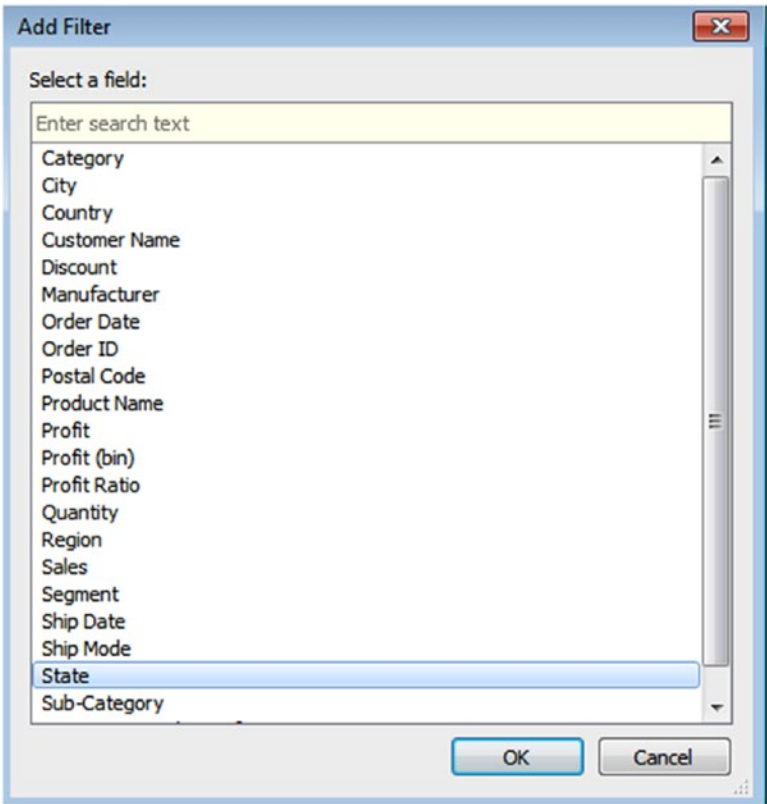 Add Filter
Select a field:
Enter search text
Category
City
Country
Customer Name
Discount
Manufacturer
Order Date
Order ID
Postal Code
Product Name
Profit
Profit (bin)
Profit Ratio
Quantity
Region
Sales
Segment
Ship Date
Ship Mode
State
Sub-Category
OK Cancel